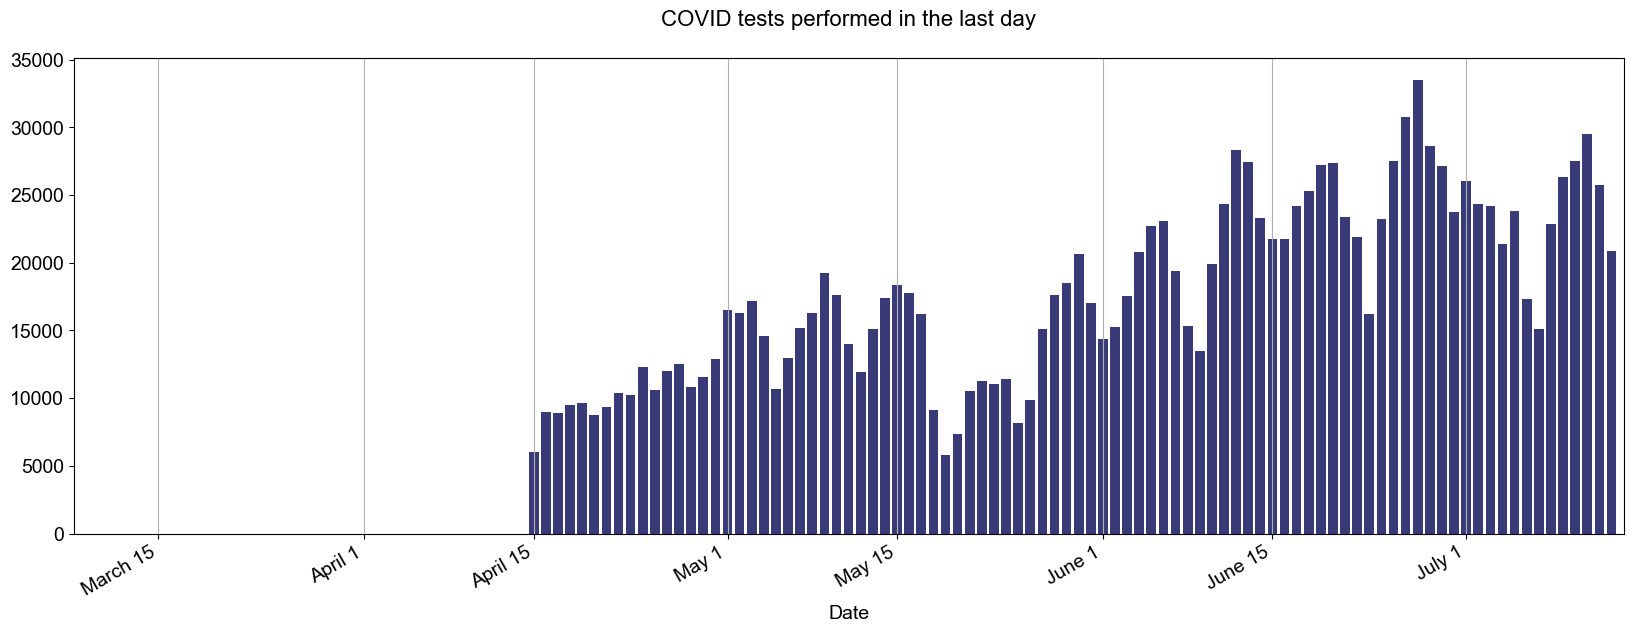 COVID tests performed in the last day
35000
30000
25000
20000
15000
10000
5000
0
March 15
April 1
April 15
May 1
May 15
June 1
June 15
July 1
Date